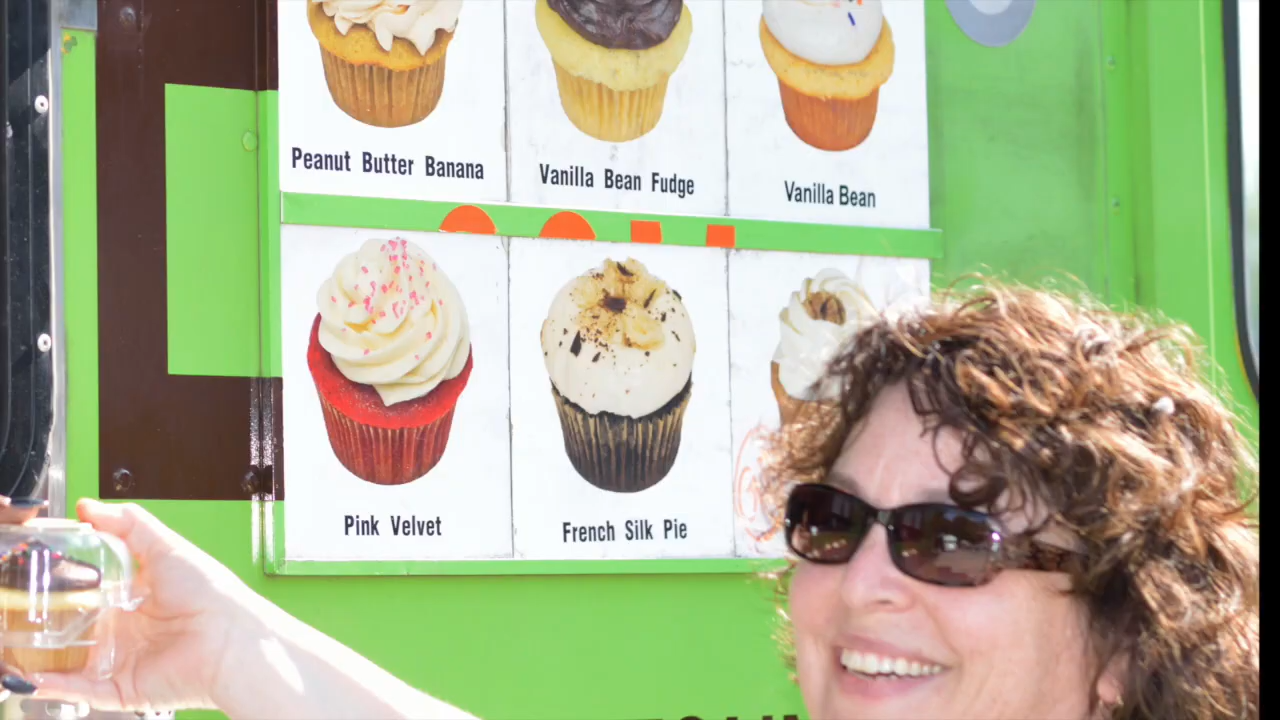 Peanut Butter Banana
Vanilla Bean Fudge
Vanilla Bean
Pink Velvet
French Silk Pie